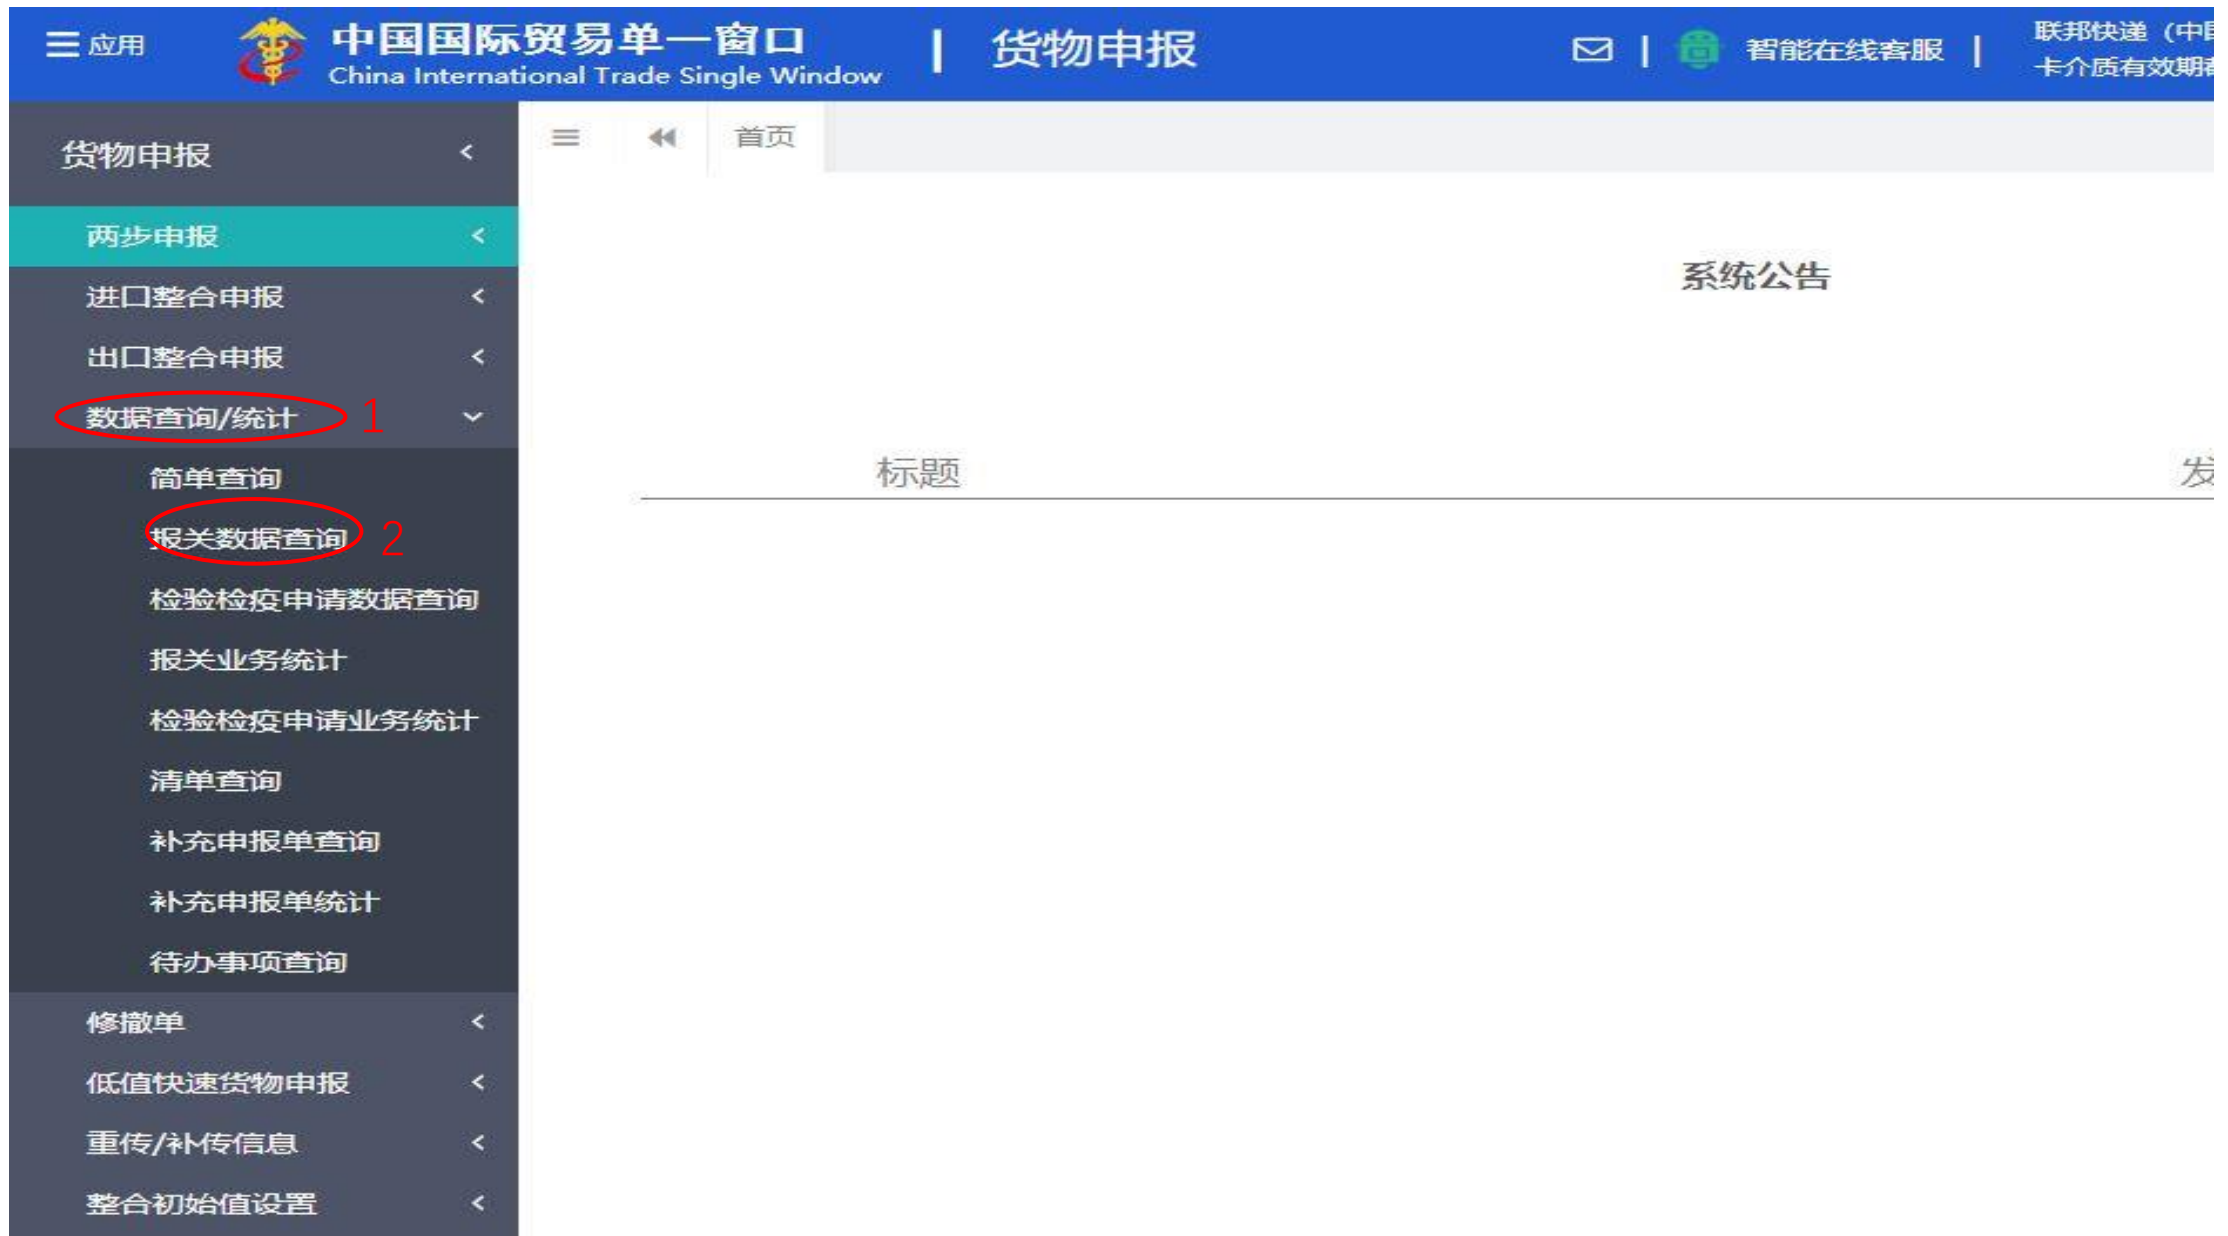 应用
中国国际贸易单一窗口
China International Trade Single Window
货物申报
智能在线客服
联邦快递（中国
卡介质有效期
货物申报
首页
两步申报
进口整合申报
出口整合申报
数据查询/统计 1
简单查询
报关数据查询 2
检验检疫申请数据查询
报关业务统计
检验检疫申请业务统计
清单查询
补充申报单查询
补充申报单统计
待办事项查询
修撤单
低值快速货物申报
重传/补传信息
整合初始值设置
系统公告
标题
发